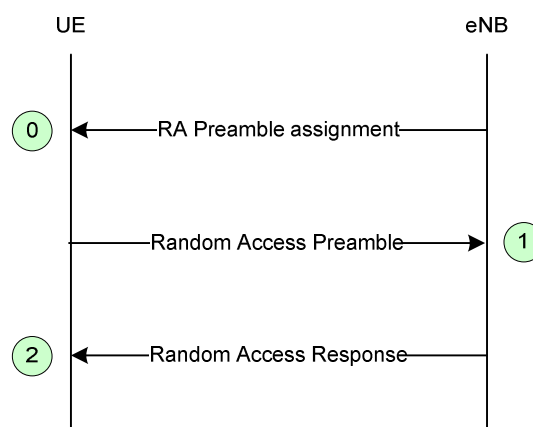 UE eNB
0 RA Preamble assignment
Random Access Preamble 1
2 Random Access Response